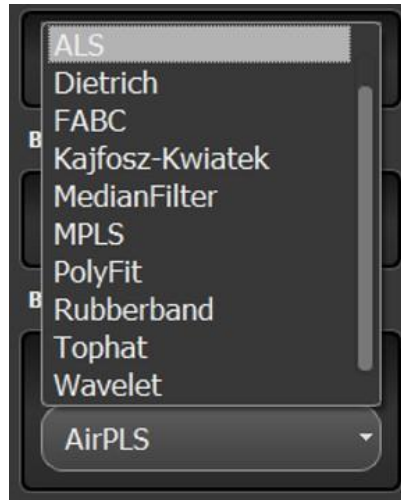 ALS
Dietrich
B
FABC
Kajfosz-Kwiatek
MedianFilter
MPLS
PolyFit
B
Rubberband
Tophat
Wavelet
AirPLS